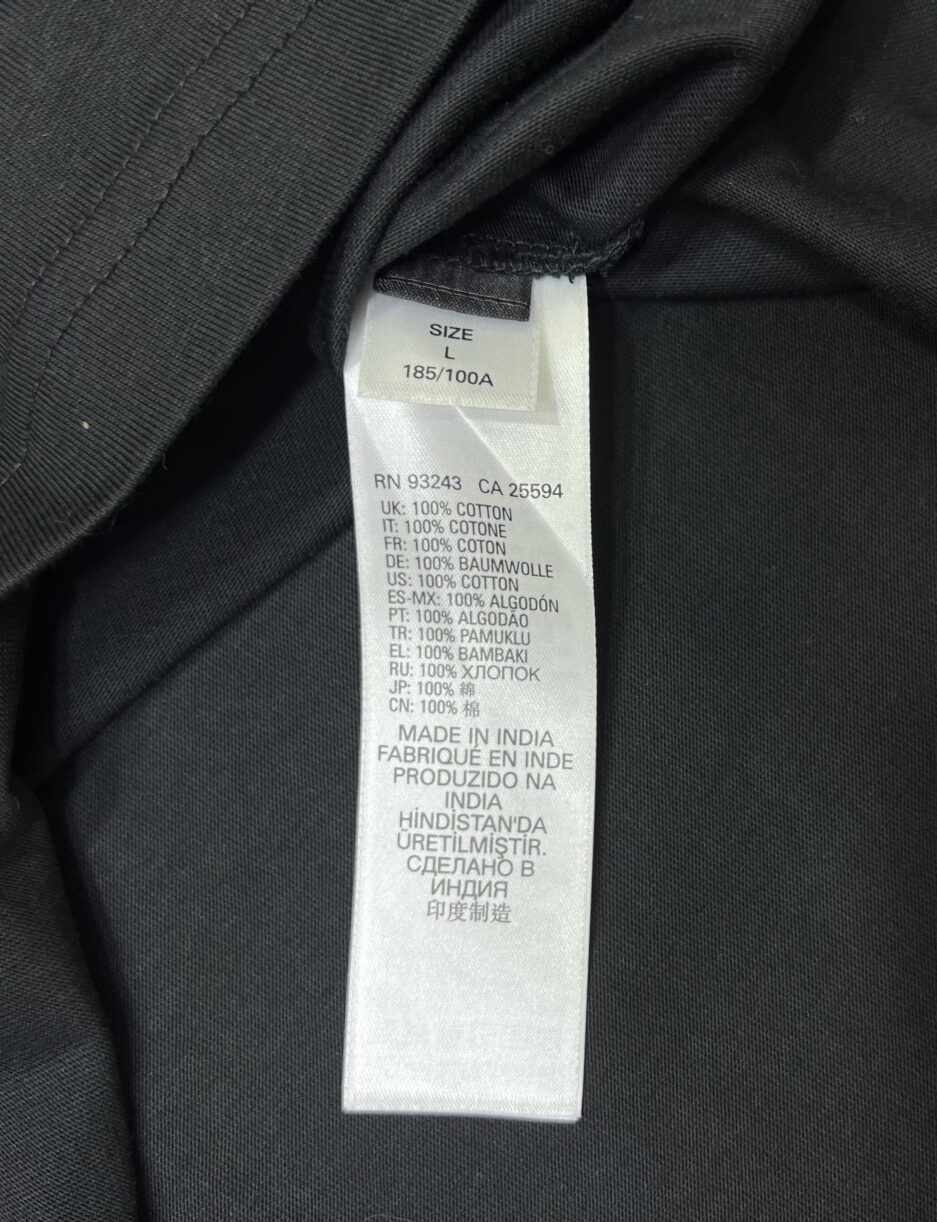 SIZE
L
185/100A
RN 93243 CA 25594
UK: 100% COTTON
IT: 100% COTONE
FR: 100% COTON
DE: 100% BAUMWOLLE
US: 100% COTTON
ES-MX: 100% ALGODÓN
PT: 100% ALGODÃO
TR: 100% PAMUKLU
EL: 100% BAMBAKI
RU: 100% ХЛОПОК
JP: 100% 綿
CN: 100% 棉
MADE IN INDIA
FABRIQUÉ EN INDE
PRODUZIDO NA
INDIA
HİNDİSTAN'DA
ÜRETİLMİŞTİR.
СДЕЛАНО В
ИНДИЯ
印度制造